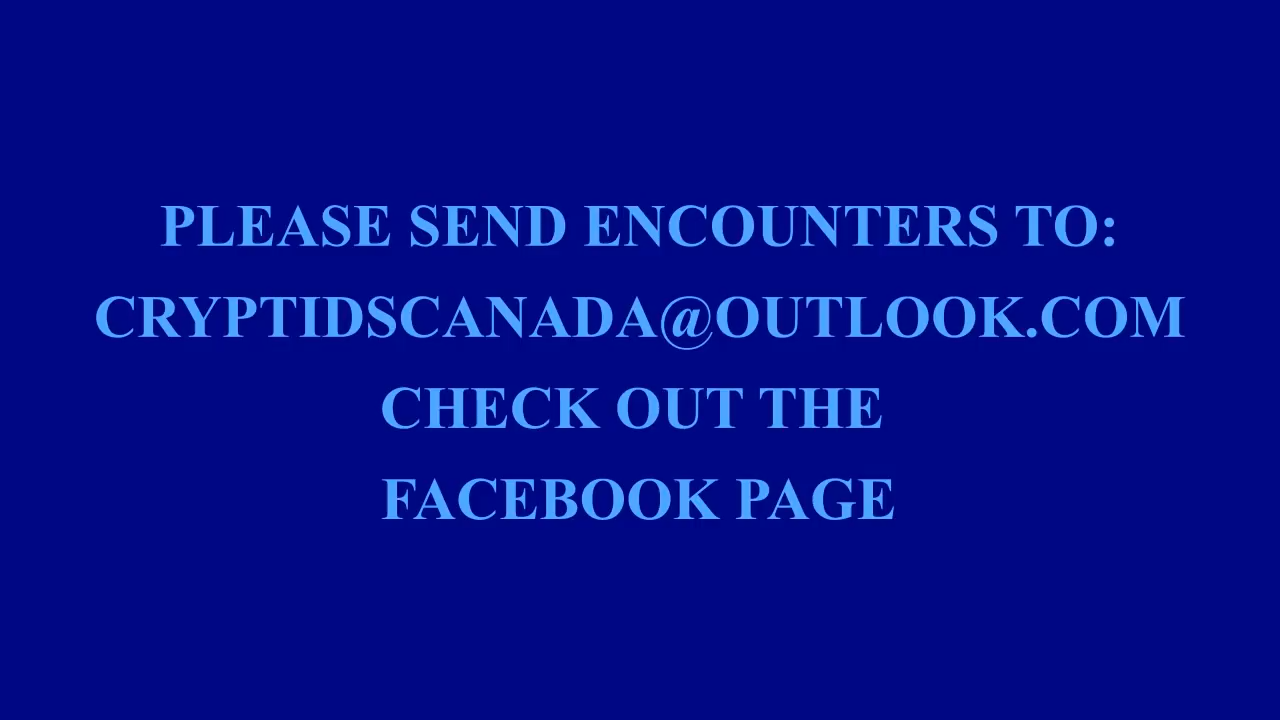 PLEASE SEND ENCOUNTERS TO:
CRYPTIDSCANADA@OUTLOOK.COM
CHECK OUT THE
FACEBOOK PAGE